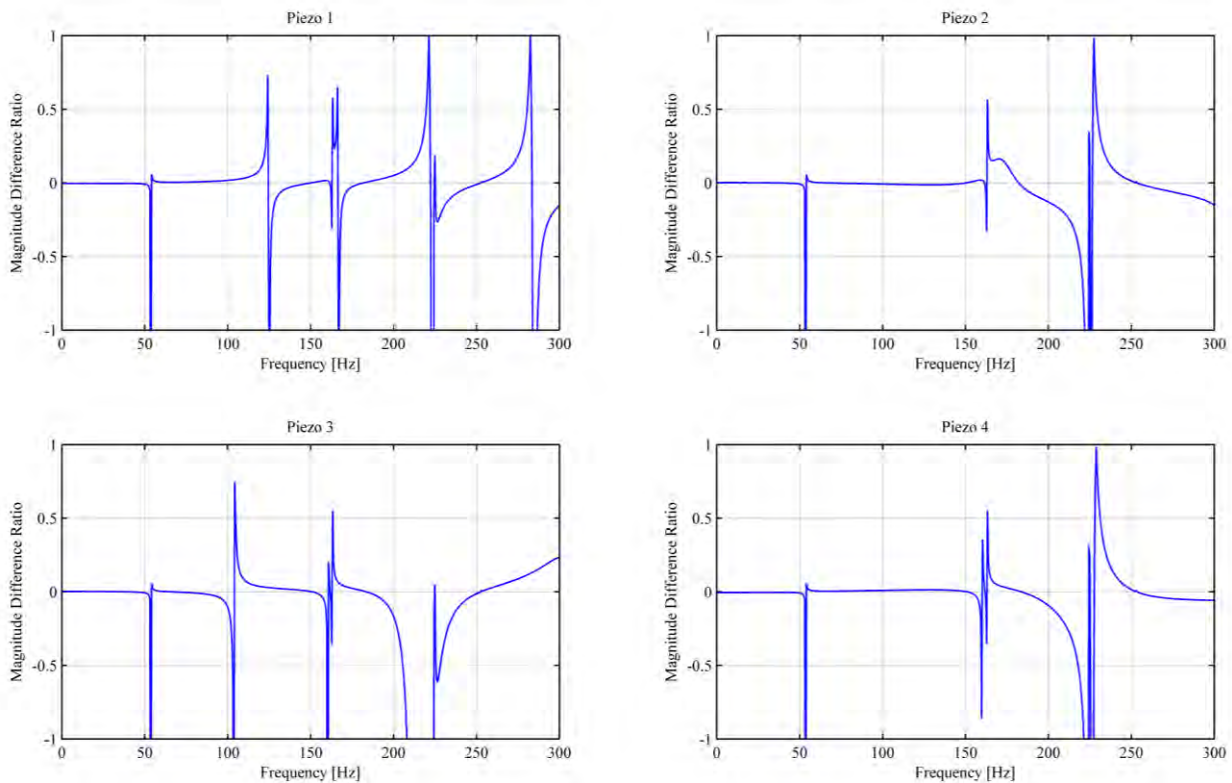 Piezo 1
1
0.5
0
-0.5
-1
Magnitude Difference Ratio
0 50 100 150 200 250 300
Frequency [Hz]
Piezo 2
1
0.5
0
-0.5
-1
Magnitude Difference Ratio
0 50 100 150 200 250 300
Frequency [Hz]
Piezo 3
1
0.5
0
-0.5
-1
Magnitude Difference Ratio
0 50 100 150 200 250 300
Frequency [Hz]
Piezo 4
1
0.5
0
-0.5
-1
Magnitude Difference Ratio
0 50 100 150 200 250 300
Frequency [Hz]